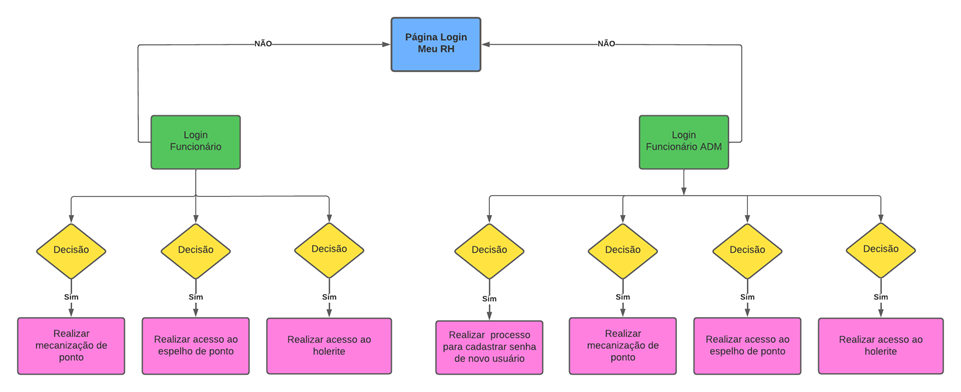 Página Login
Meu RH
NÃO
NÃO
Login
Funcionário
Login
Funcionário ADM
Decisão
Decisão
Decisão
Decisão
Decisão
Decisão
Decisão
Sim
Sim
Sim
Sim
Sim
Sim
Sim
Realizar
mecanização de
ponto
Realizar acesso ao
espelho de ponto
Realizar acesso ao
holerite
Realizar processo
para cadastrar senha
de novo usuário
Realizar
mecanização de
ponto
Realizar acesso ao
espelho de ponto
Realizar acesso ao
holerite